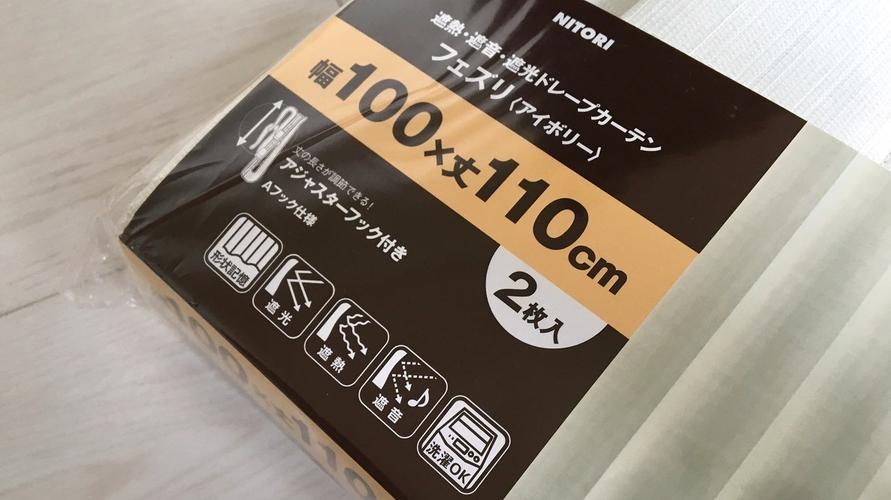 NITORI
遮熱・遮音・遮光ドレープカーテン
フェズリ〈アイボリー〉
幅100×丈110cm
2枚入
丈の長さが調節できる!
アジャスターフック付き
Aフック仕様
形状記憶
遮光
遮熱
遮音
洗濯OK
100×110